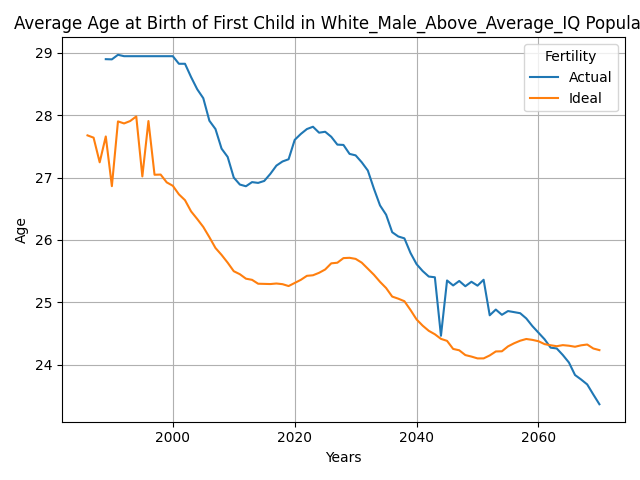 Average Age at Birth of First Child in White_Male_Above_Average_IQ Popula
29
28
27
26
25
24
Age
Fertility
Actual
Ideal
2000 2020 2040 2060
Years